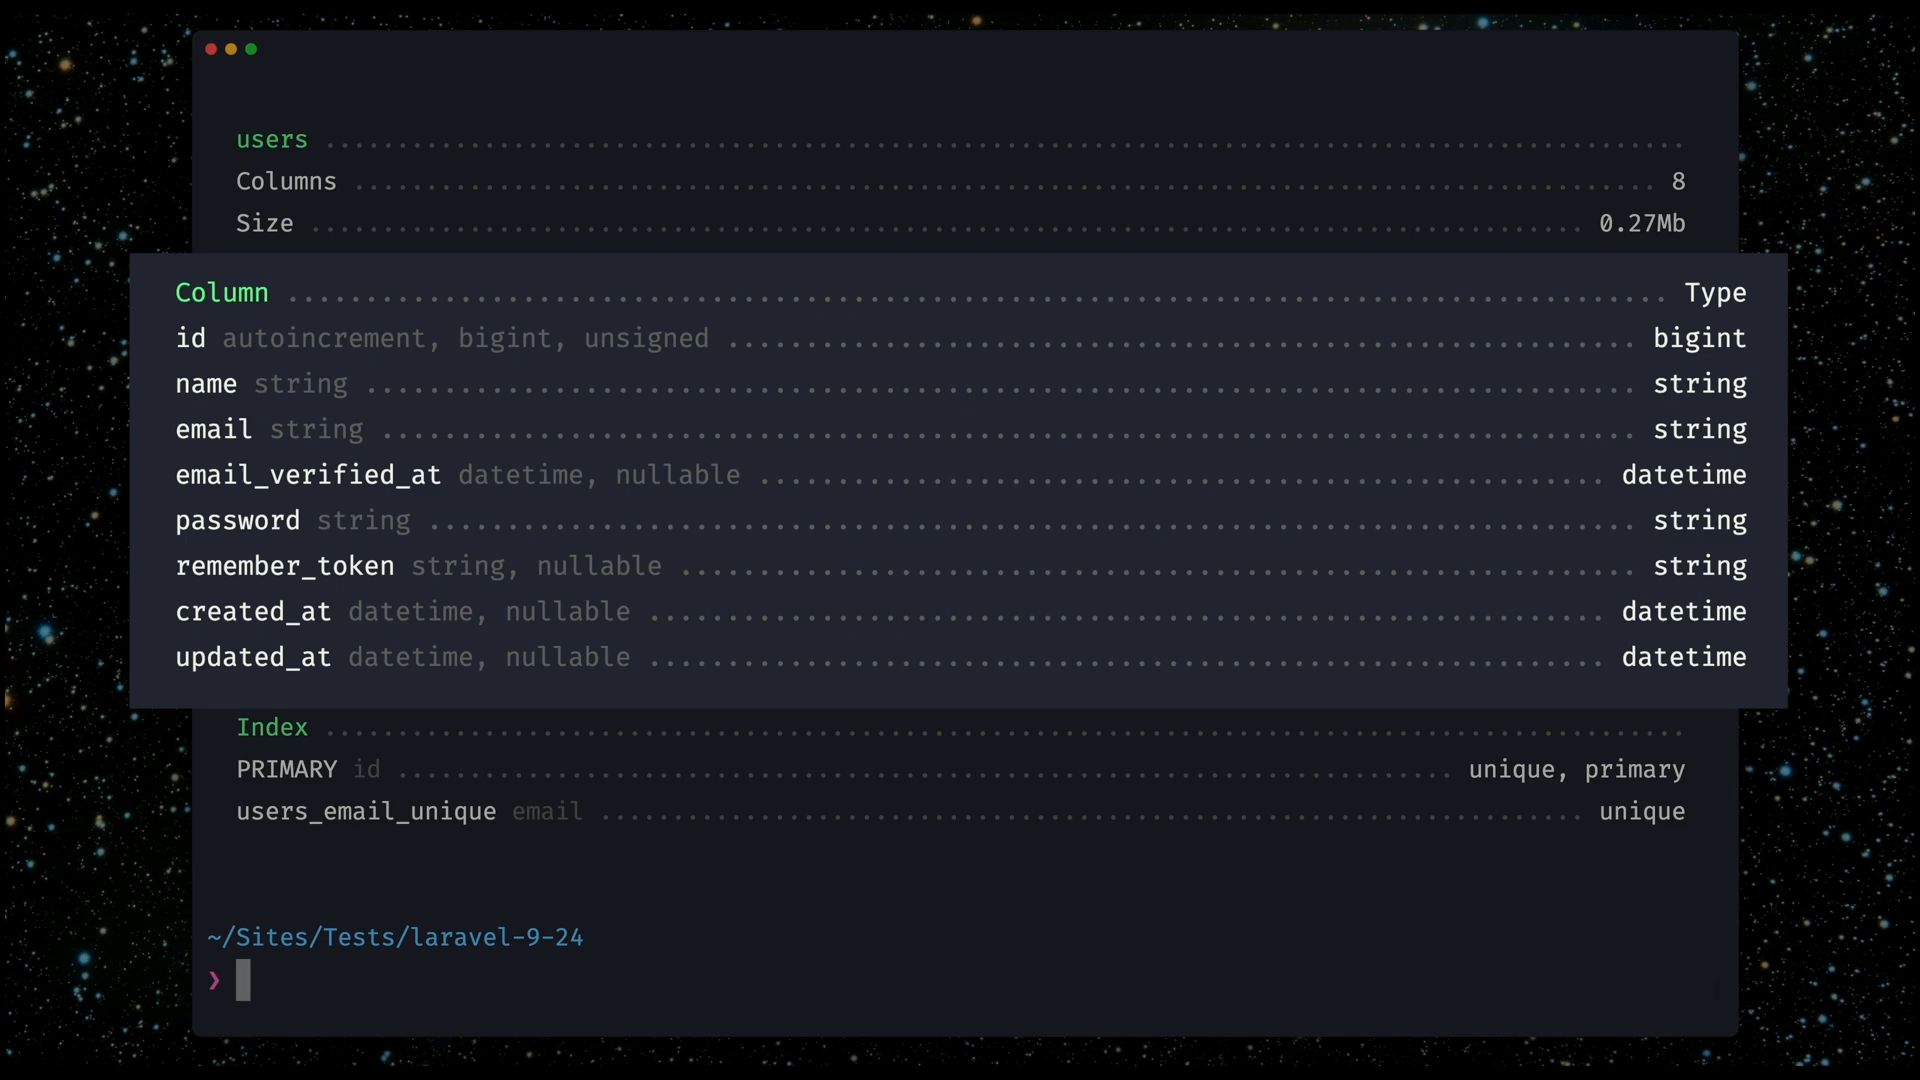 users
Columns 8
Size 0.27Mb
Column Type
id autoincrement, bigint, unsigned bigint
name string string
email string string
email_verified_at datetime, nullable datetime
password string string
remember_token string, nullable string
created_at datetime, nullable datetime
updated_at datetime, nullable datetime
Index
PRIMARY id unique, primary
users_email_unique email unique
~/Sites/Tests/laravel-9-24
❯